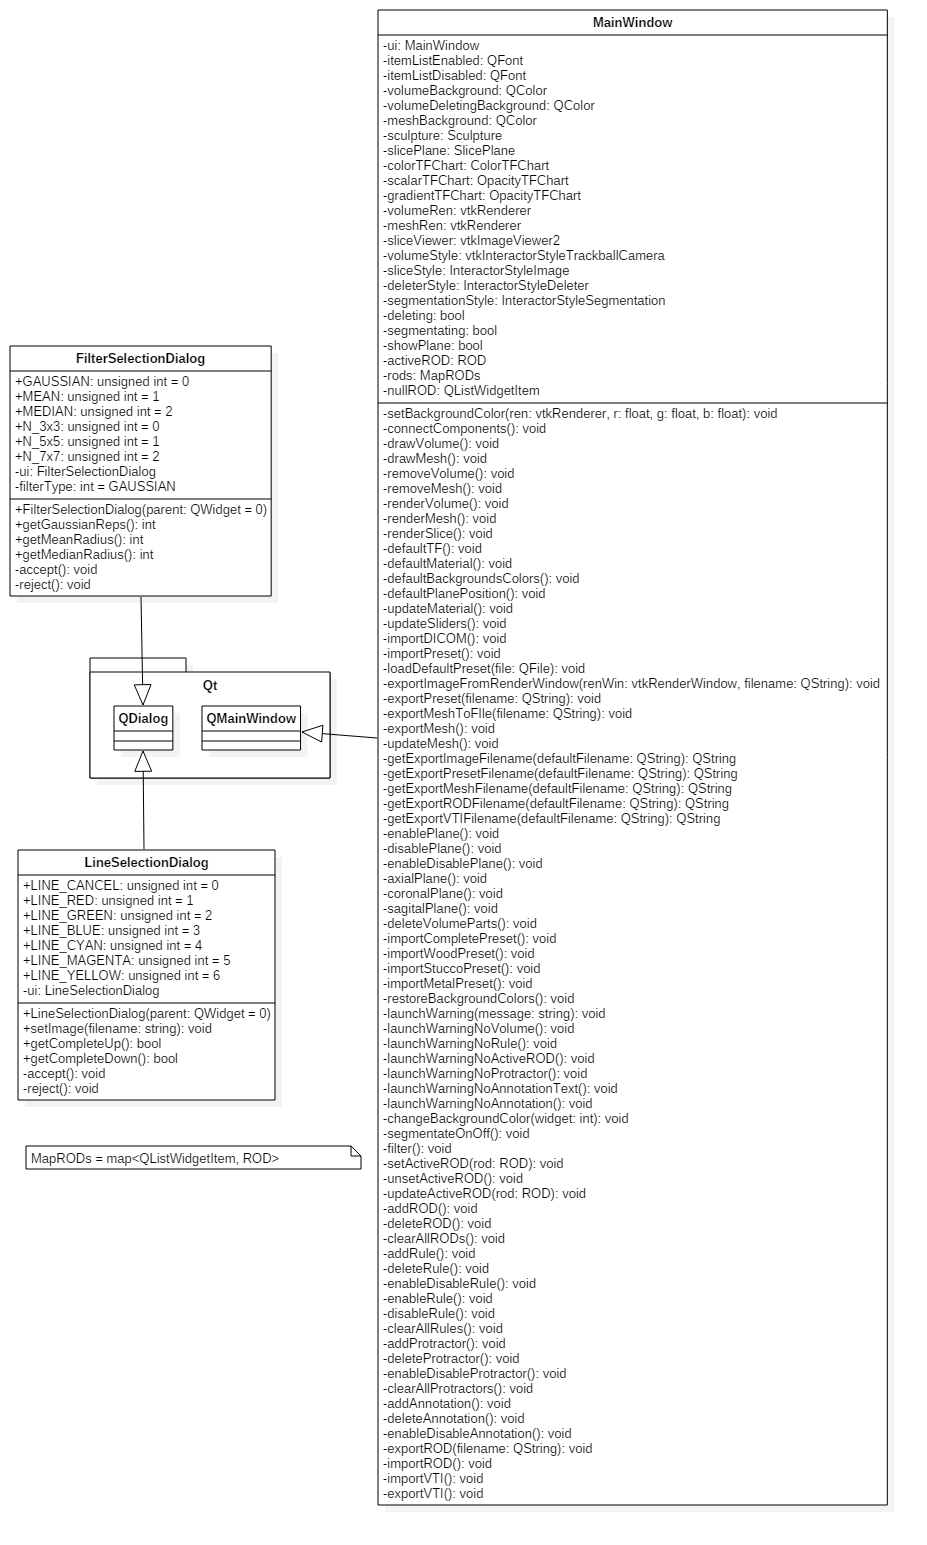 MainWindow
-ui: MainWindow
-itemListEnabled: QFont
-itemListDisabled: QFont
-volumeBackground: QColor
-volumeDeletingBackground: QColor
-meshBackground: QColor
-sculpture: Sculpture
-slicePlane: SlicePlane
-colorTFChart: ColorTFChart
-scalarTFChart: OpacityTFChart
-gradientTFChart: OpacityTFChart
-volumeRen: vtkRenderer
-meshRen: vtkRenderer
-sliceViewer: vtkImageViewer2
-volumeStyle: vtkInteractorStyleTrackballCamera
-sliceStyle: InteractorStyleImage
-deleterStyle: InteractorStyleDeleter
-segmentationStyle: InteractorStyleSegmentation
-deleting: bool
-segmentating: bool
-showPlane: bool
-activeROD: ROD
-rods: MapRODs
-nullROD: QListWidgetItem
-setBackgroundColor(ren: vtkRenderer, r: float, g: float, b: float): void
-connectComponents(): void
-drawVolume(): void
-drawMesh(): void
-removeVolume(): void
-removeMesh(): void
-renderVolume(): void
-renderMesh(): void
-renderSlice(): void
-defaultTF(): void
-defaultMaterial(): void
-defaultBackgroundsColors(): void
-defaultPlanePosition(): void
-updateMaterial(): void
-updateSliders(): void
-importDICOM(): void
-importPreset(): void
-loadDefaultPreset(file: QFile): void
-exportImageFromRenderWindow(renWin: vtkRenderWindow, filename: QString): void
-exportPreset(filename: QString): void
-exportMeshToFIle(filename: QString): void
-exportMesh(): void
-updateMesh(): void
-getExportImageFilename(defaultFilename: QString): QString
-getExportPresetFilename(defaultFilename: QString): QString
-getExportMeshFilename(defaultFilename: QString): QString
-getExportRODFilename(defaultFilename: QString): QString
-getExportVTIFilename(defaultFilename: QString): QString
-enablePlane(): void
-disablePlane(): void
-enableDisablePlane(): void
-axialPlane(): void
-coronalPlane(): void
-sagitalPlane(): void
-deleteVolumeParts(): void
-importCompletePreset(): void
-importWoodPreset(): void
-importStuccoPreset(): void
-importMetalPreset(): void
-restoreBackgroundColors(): void
-launchWarning(message: string): void
-launchWarningNoVolume(): void
-launchWarningNoRule(): void
-launchWarningNoActiveROD(): void
-launchWarningNoProtractor(): void
-launchWarningNoAnnotationText(): void
-launchWarningNoAnnotation(): void
-changeBackgroundColor(widget: int): void
-segmentateOnOff(): void
-filter(): void
-setActiveROD(rod: ROD): void
-unsetActiveROD(): void
-updateActiveROD(rod: ROD): void
-addROD(): void
-deleteROD(): void
-clearAllRODs(): void
-addRule(): void
-deleteRule(): void
-enableDisableRule(): void
-enableRule(): void
-disableRule(): void
-clearAllRules(): void
-addProtractor(): void
-deleteProtractor(): void
-enableDisableProtractor(): void
-clearAllProtractors(): void
-addAnnotation(): void
-deleteAnnotation(): void
-enableDisableAnnotation(): void
-exportROD(filename: QString): void
-importROD(): void
-importVTI(): void
-exportVTI(): void
FilterSelectionDialog
+GAUSSIAN: unsigned int = 0
+MEAN: unsigned int = 1
+MEDIAN: unsigned int = 2
+N_3x3: unsigned int = 0
+N_5x5: unsigned int = 1
+N_7x7: unsigned int = 2
-ui: FilterSelectionDialog
-filterType: int = GAUSSIAN
+FilterSelectionDialog(parent: QWidget = 0)
+getGaussianReps(): int
+getMeanRadius(): int
+getMedianRadius(): int
-accept(): void
-reject(): void
Qt
QDialog
QMainWindow
LineSelectionDialog
+LINE_CANCEL: unsigned int = 0
+LINE_RED: unsigned int = 1
+LINE_GREEN: unsigned int = 2
+LINE_BLUE: unsigned int = 3
+LINE_CYAN: unsigned int = 4
+LINE_MAGENTA: unsigned int = 5
+LINE_YELLOW: unsigned int = 6
-ui: LineSelectionDialog
+LineSelectionDialog(parent: QWidget = 0)
+setImage(filename: string): void
+getCompleteUp(): bool
+getCompleteDown(): bool
-accept(): void
-reject(): void
MapRODs = map<QListWidgetItem, ROD>